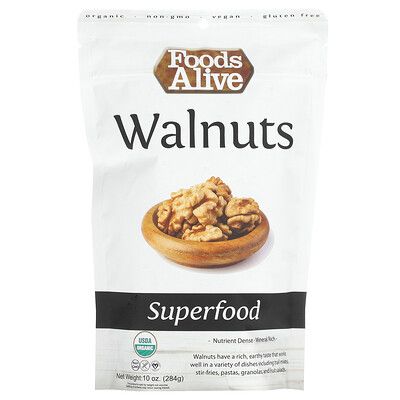 organic • non-gmo • vegan • gluten free
Foods
Alive
Walnuts
Superfood
USDA
ORGANIC
Nutrient Dense · Mineral Rich ·
Walnuts have a rich, earthy taste that works
well in a variety of dishes including trail mixes,
stir-fries, pastas, granolas, and fruit salads.
Net Weight: 10 oz. (284g)